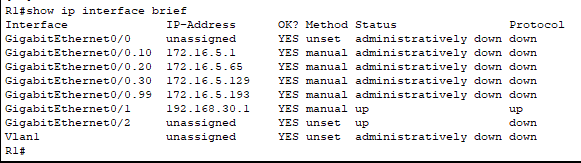 R1#show ip interface brief
Interface IP-Address OK? Method Status Protocol
GigabitEthernet0/0 unassigned YES unset administratively down down
GigabitEthernet0/0.10 172.16.5.1 YES manual administratively down down
GigabitEthernet0/0.20 172.16.5.65 YES manual administratively down down
GigabitEthernet0/0.30 172.16.5.129 YES manual administratively down down
GigabitEthernet0/0.99 172.16.5.193 YES manual administratively down down
GigabitEthernet0/1 192.168.30.1 YES manual up up
GigabitEthernet0/2 unassigned YES unset up down
Vlan1 unassigned YES unset administratively down down
R1#